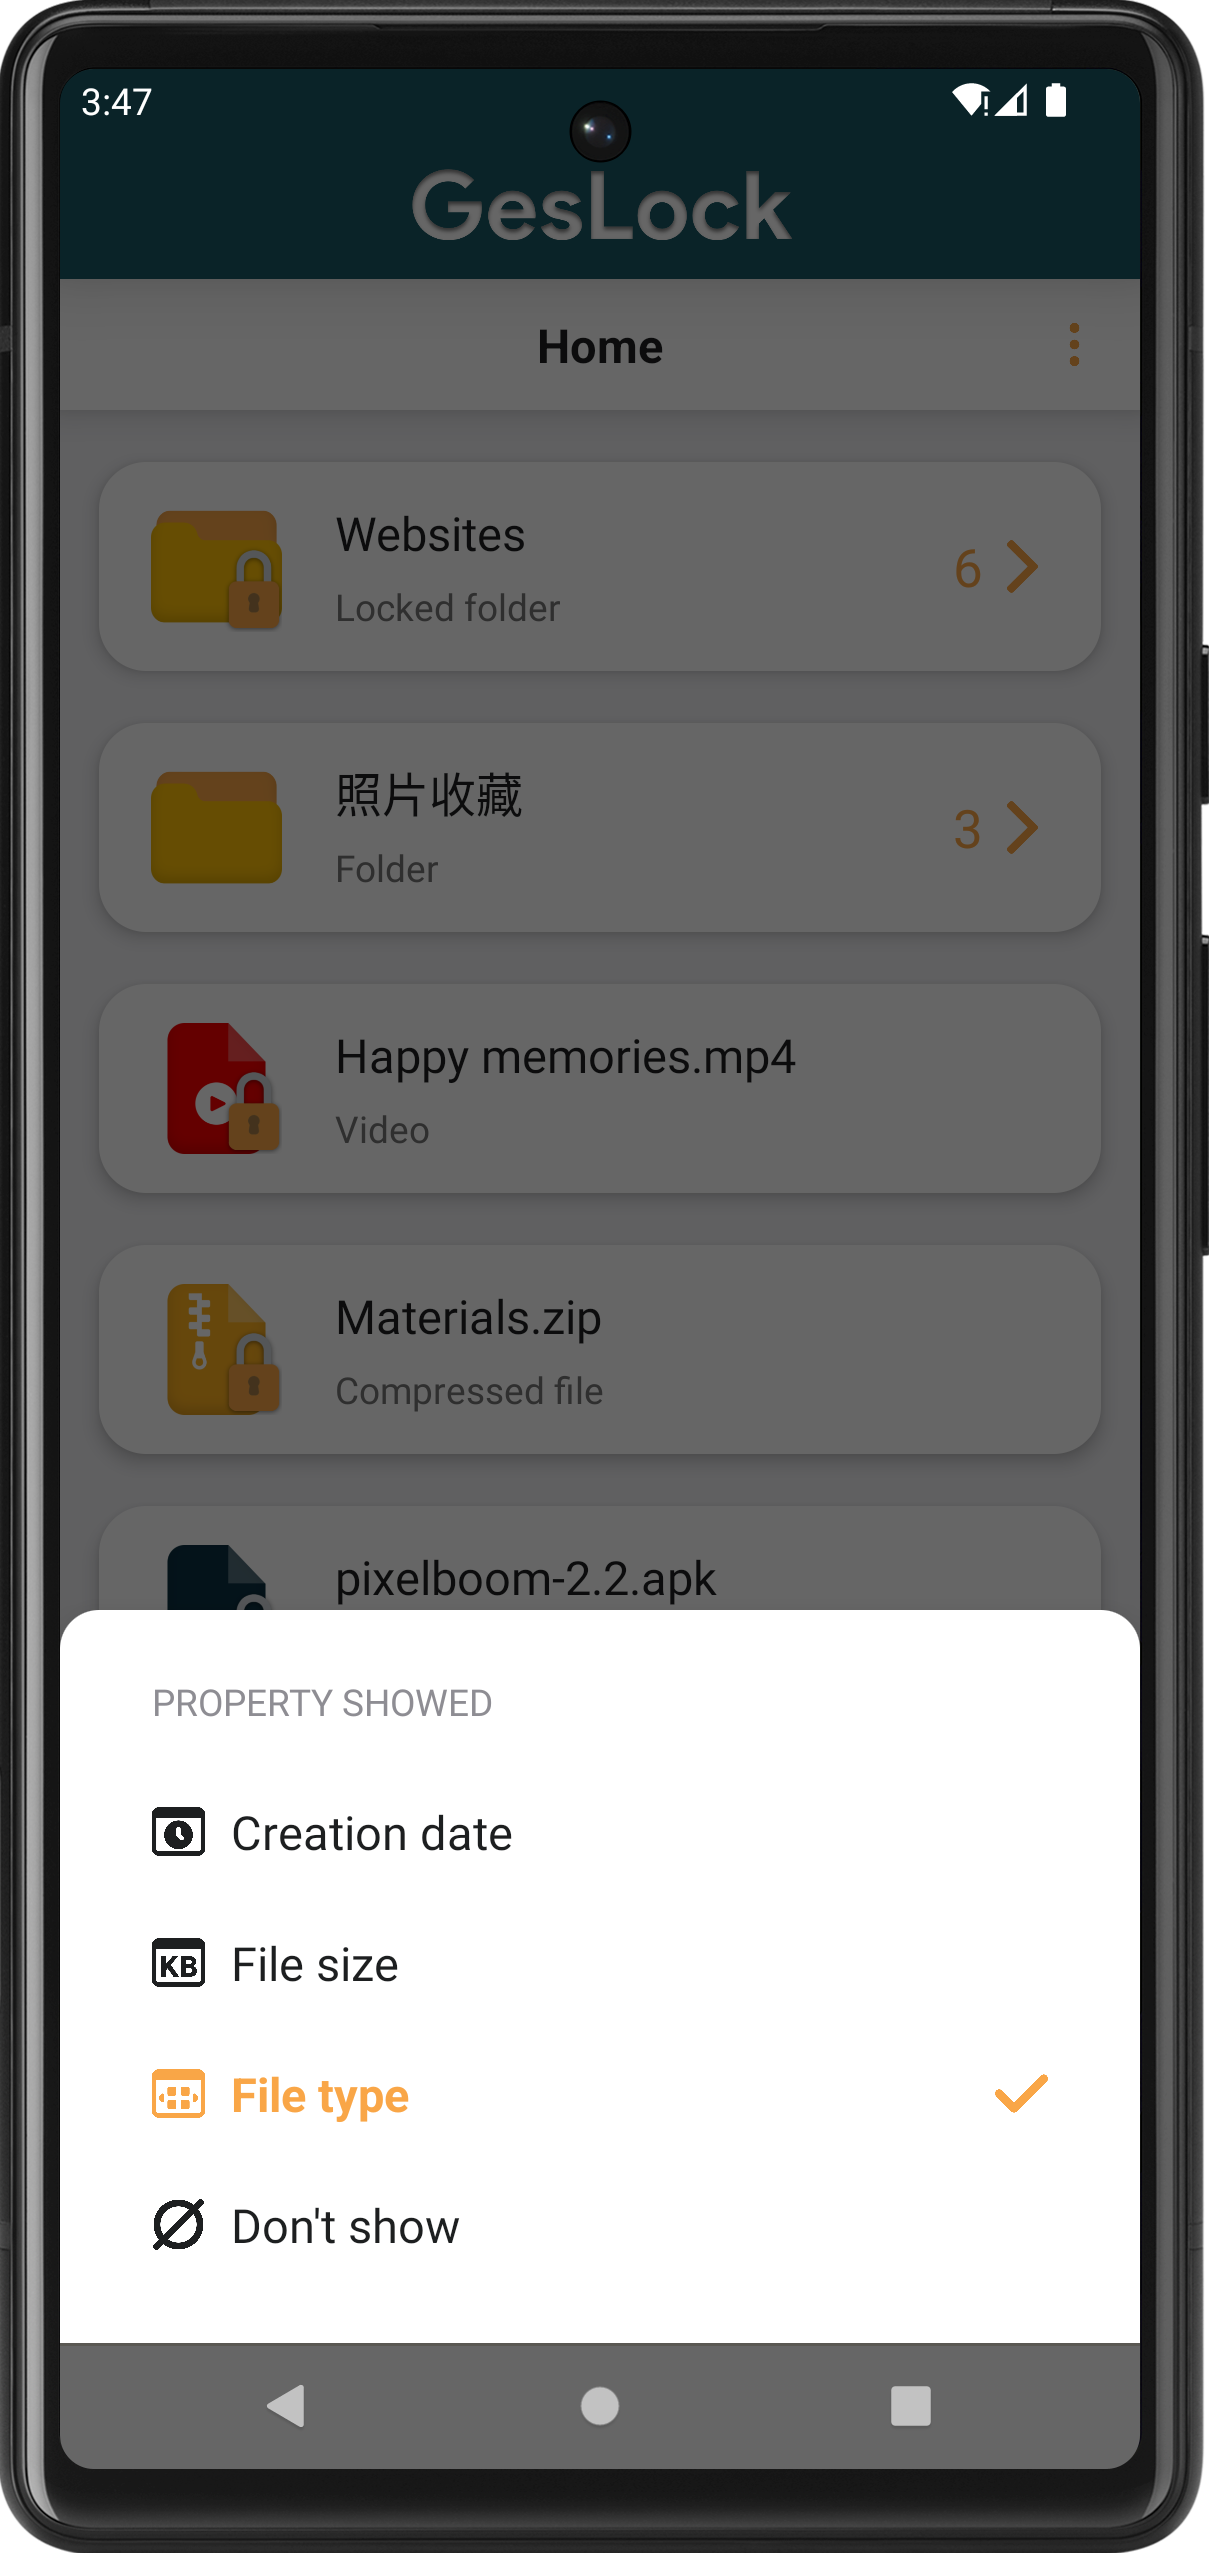 3:47
GesLock
Home
Websites
Locked folder
6
照片收藏
Folder
3
Happy memories.mp4
Video
Materials.zip
Compressed file
pixelboom-2.2.apk
PROPERTY SHOWED
Creation date
KB File size
File type
Don't show